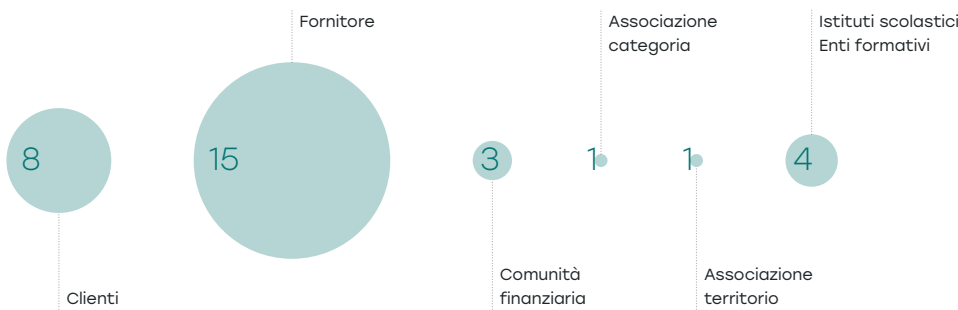 Fornitore
Associazione
categoria
Istituti scolastici
Enti formativi
8
15
3
1
1
4
Clienti
Comunità
finanziaria
Associazione
territorio